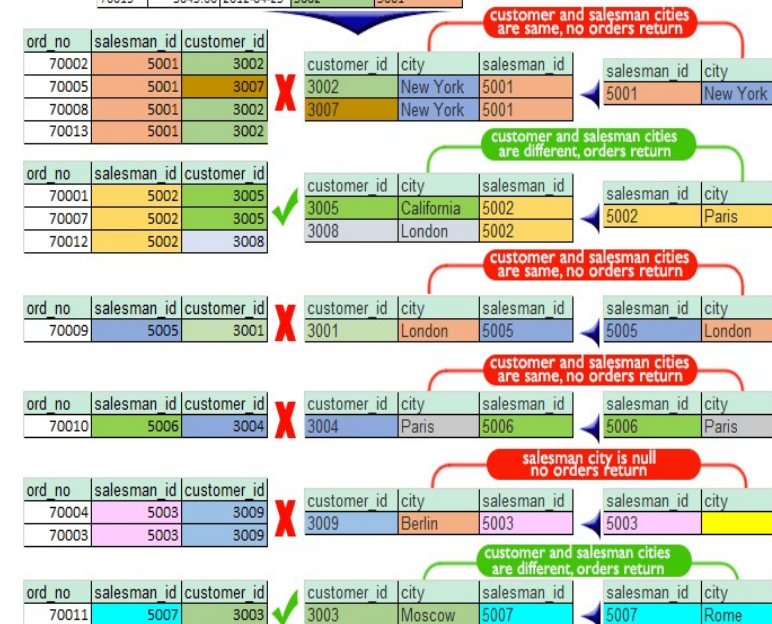 70013 5001
customer and salesman cities
are same, no orders return
ord_no salesman_id customer_id
70002 5001 3002
70005 5001 3007
70008 5001 3002
70013 5001 3002
X
customer_id city salesman_id
3002 New York 5001
3007 New York 5001
salesman_id city
5001 New York
customer and salesman cities
are different, orders return
ord_no salesman_id customer_id
70001 5002 3005
70007 5002 3005
70012 5002 3008
customer_id city salesman_id
3005 California 5002
3008 London 5002
salesman_id city
5002 Paris
customer and salesman cities
are same, no orders return
ord_no salesman_id customer_id
70009 5005 3001
X
customer_id city salesman_id
3001 London 5005
salesman_id city
5005 London
customer and salesman cities
are same, no orders return
ord_no salesman_id customer_id
70010 5006 3004
X
customer_id city salesman_id
3004 Paris 5006
salesman_id city
5006 Paris
salesman city is null
no orders return
ord_no salesman_id customer_id
70004 5003 3009
70003 5003 3009
X
customer_id city salesman_id
3009 Berlin 5003
salesman_id city
5003
customer and salesman cities
are different, orders return
ord_no salesman_id customer_id
70011 5007 3003
customer_id city salesman_id
3003 Moscow 5007
salesman_id city
5007 Rome